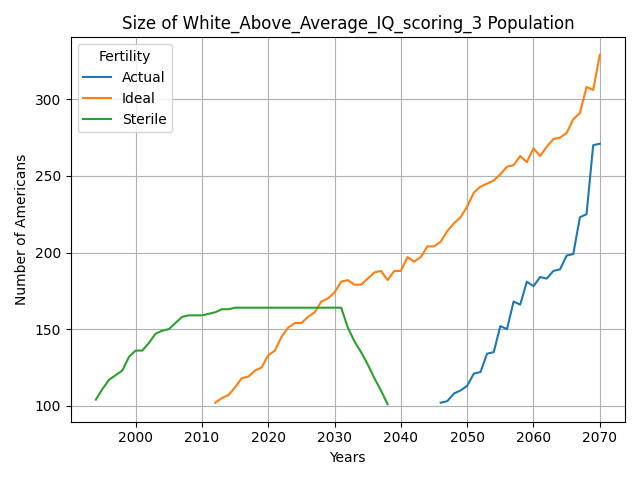 Size of White_Above_Average_IQ_scoring_3 Population
Fertility
Actual
Ideal
Sterile
Number of Americans
300
250
200
150
100
2000 2010 2020 2030 2040 2050 2060 2070
Years